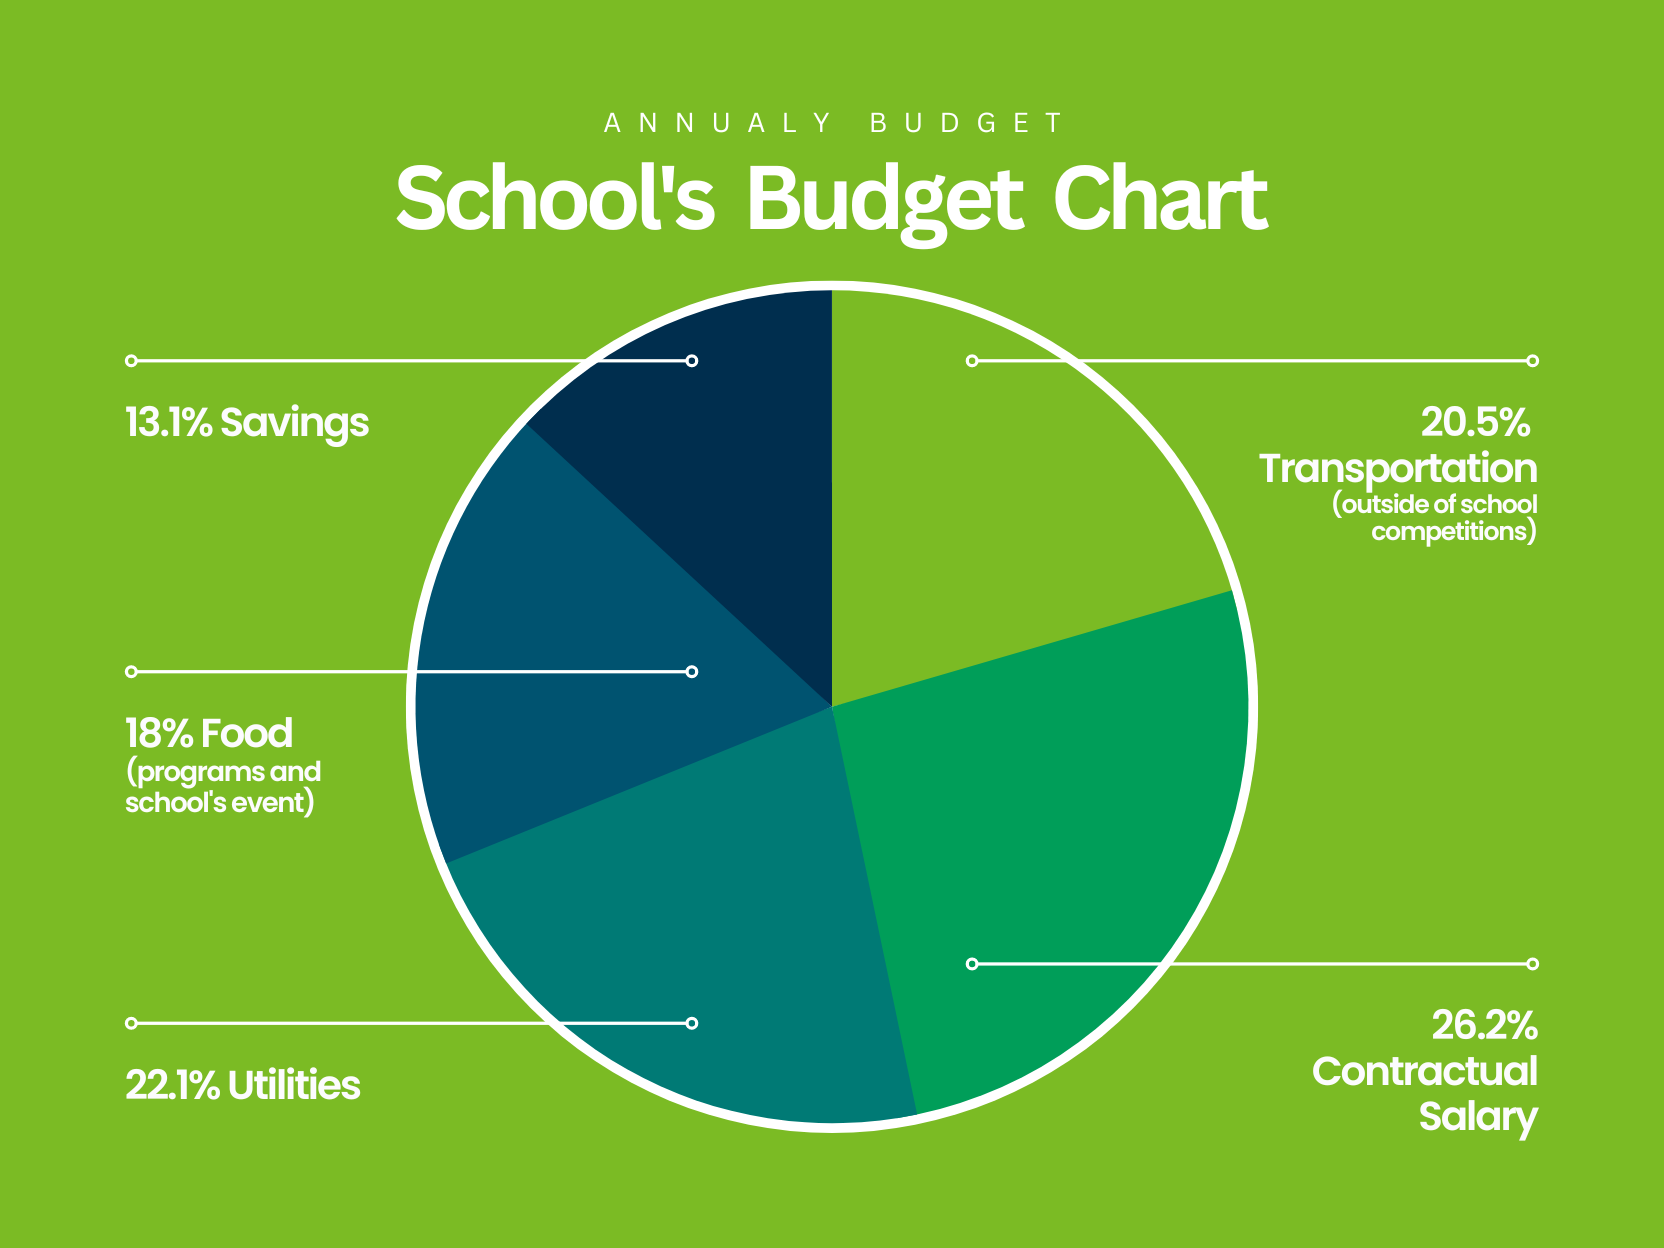 ANNUALY BUDGET
School's Budget Chart
13.1% Savings
20.5%
Transportation
(outside of school
competitions)
18% Food
(programs and
school's event)
22.1% Utilities
26.2%
Contractual
Salary